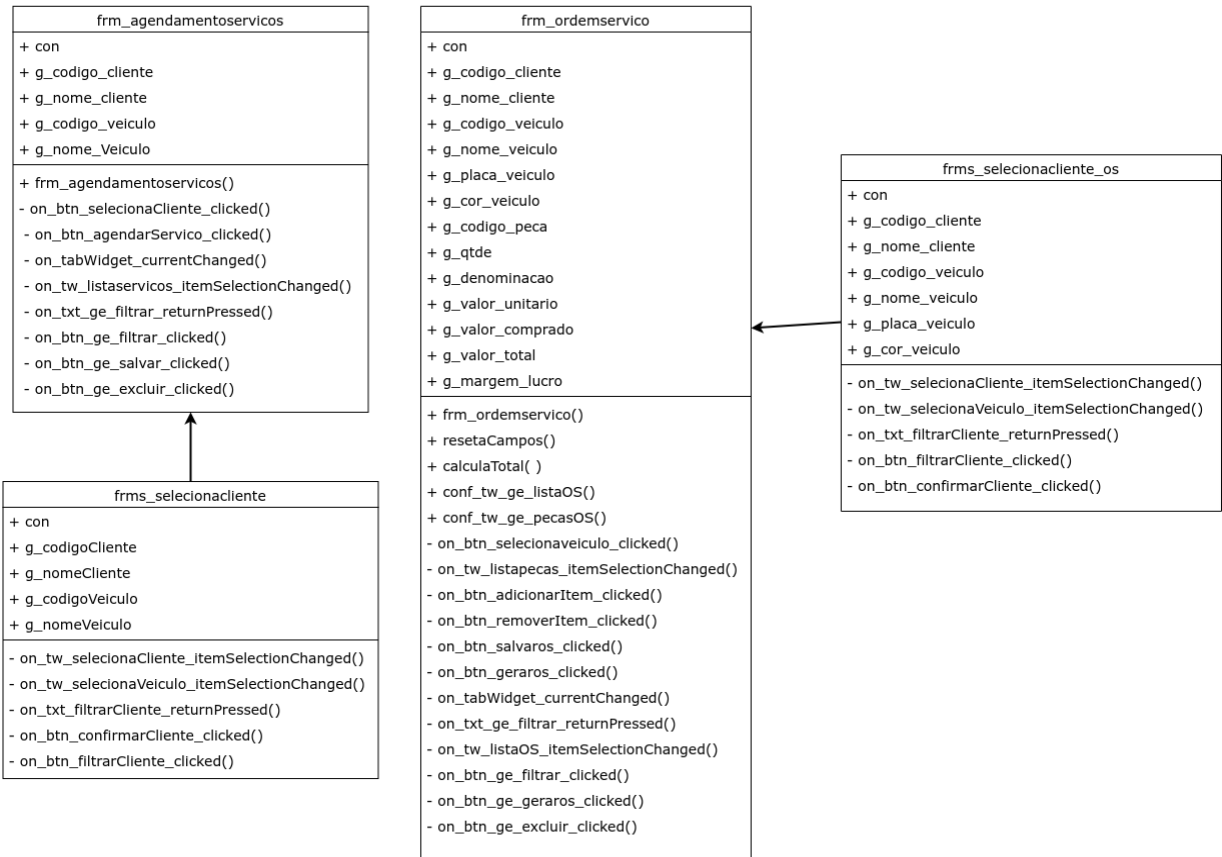 frm_agendamentoservicos
+ con
+ g_codigo_cliente
+ g_nome_cliente
+ g_codigo_veiculo
+ g_nome_Veiculo
+ frm_agendamentoservicos()
- on_btn_selecionaCliente_clicked()
- on_btn_agendarServico_clicked()
- on_tabWidget_currentChanged()
- on_tw_listaservicos_itemSelectionChanged()
- on_txt_ge_filtrar_returnPressed()
- on_btn_ge_filtrar_clicked()
- on_btn_ge_salvar_clicked()
- on_btn_ge_excluir_clicked()
frms_selecionacliente
+ con
+ g_codigoCliente
+ g_nomeCliente
+ g_codigoVeiculo
+ g_nomeVeiculo
- on_tw_selecionaCliente_itemSelectionChanged()
- on_tw_selecionaVeiculo_itemSelectionChanged()
- on_txt_filtrarCliente_returnPressed()
- on_btn_confirmarCliente_clicked()
- on_btn_filtrarCliente_clicked()
frm_ordemservico
+ con
+ g_codigo_cliente
+ g_nome_cliente
+ g_codigo_veiculo
+ g_nome_veiculo
+ g_placa_veiculo
+ g_cor_veiculo
+ g_codigo_peca
+ g_qtde
+ g_denominacao
+ g_valor_unitario
+ g_valor_comprado
+ g_valor_total
+ g_margem_lucro
+ frm_ordemservico()
+ resetaCampos()
+ calculaTotal( )
+ conf_tw_ge_listaOS()
+ conf_tw_ge_pecasOS()
- on_btn_selecionaveiculo_clicked()
- on_tw_listapecas_itemSelectionChanged()
- on_btn_adicionarItem_clicked()
- on_btn_removerItem_clicked()
- on_btn_salvaros_clicked()
- on_btn_geraros_clicked()
- on_tabWidget_currentChanged()
- on_txt_ge_filtrar_returnPressed()
- on_tw_listaOS_itemSelectionChanged()
- on_btn_ge_filtrar_clicked()
- on_btn_ge_geraros_clicked()
- on_btn_ge_excluir_clicked()
frms_selecionacliente_os
+ con
+ g_codigo_cliente
+ g_nome_cliente
+ g_codigo_veiculo
+ g_nome_veiculo
+ g_placa_veiculo
+ g_cor_veiculo
- on_tw_selecionaCliente_itemSelectionChanged()
- on_tw_selecionaVeiculo_itemSelectionChanged()
- on_txt_filtrarCliente_returnPressed()
- on_btn_filtrarCliente_clicked()
- on_btn_confirmarCliente_clicked()